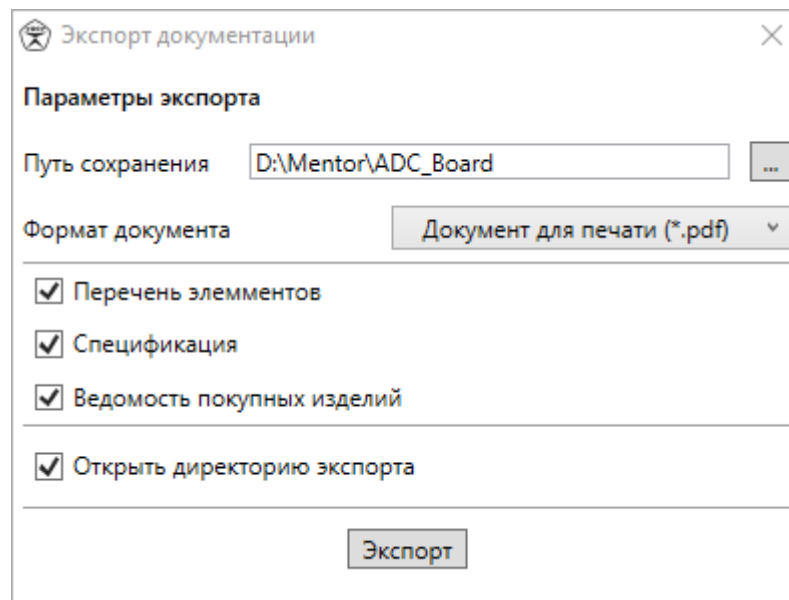 Экспорт документации
Параметры экспорта
Путь сохранения D:\Mentor\ADC_Board ...
Формат документа Документ для печати (*.pdf)
Перечень элемментов
Спецификация
Ведомость покупных изделий
Открыть директорию экспорта
Экспорт